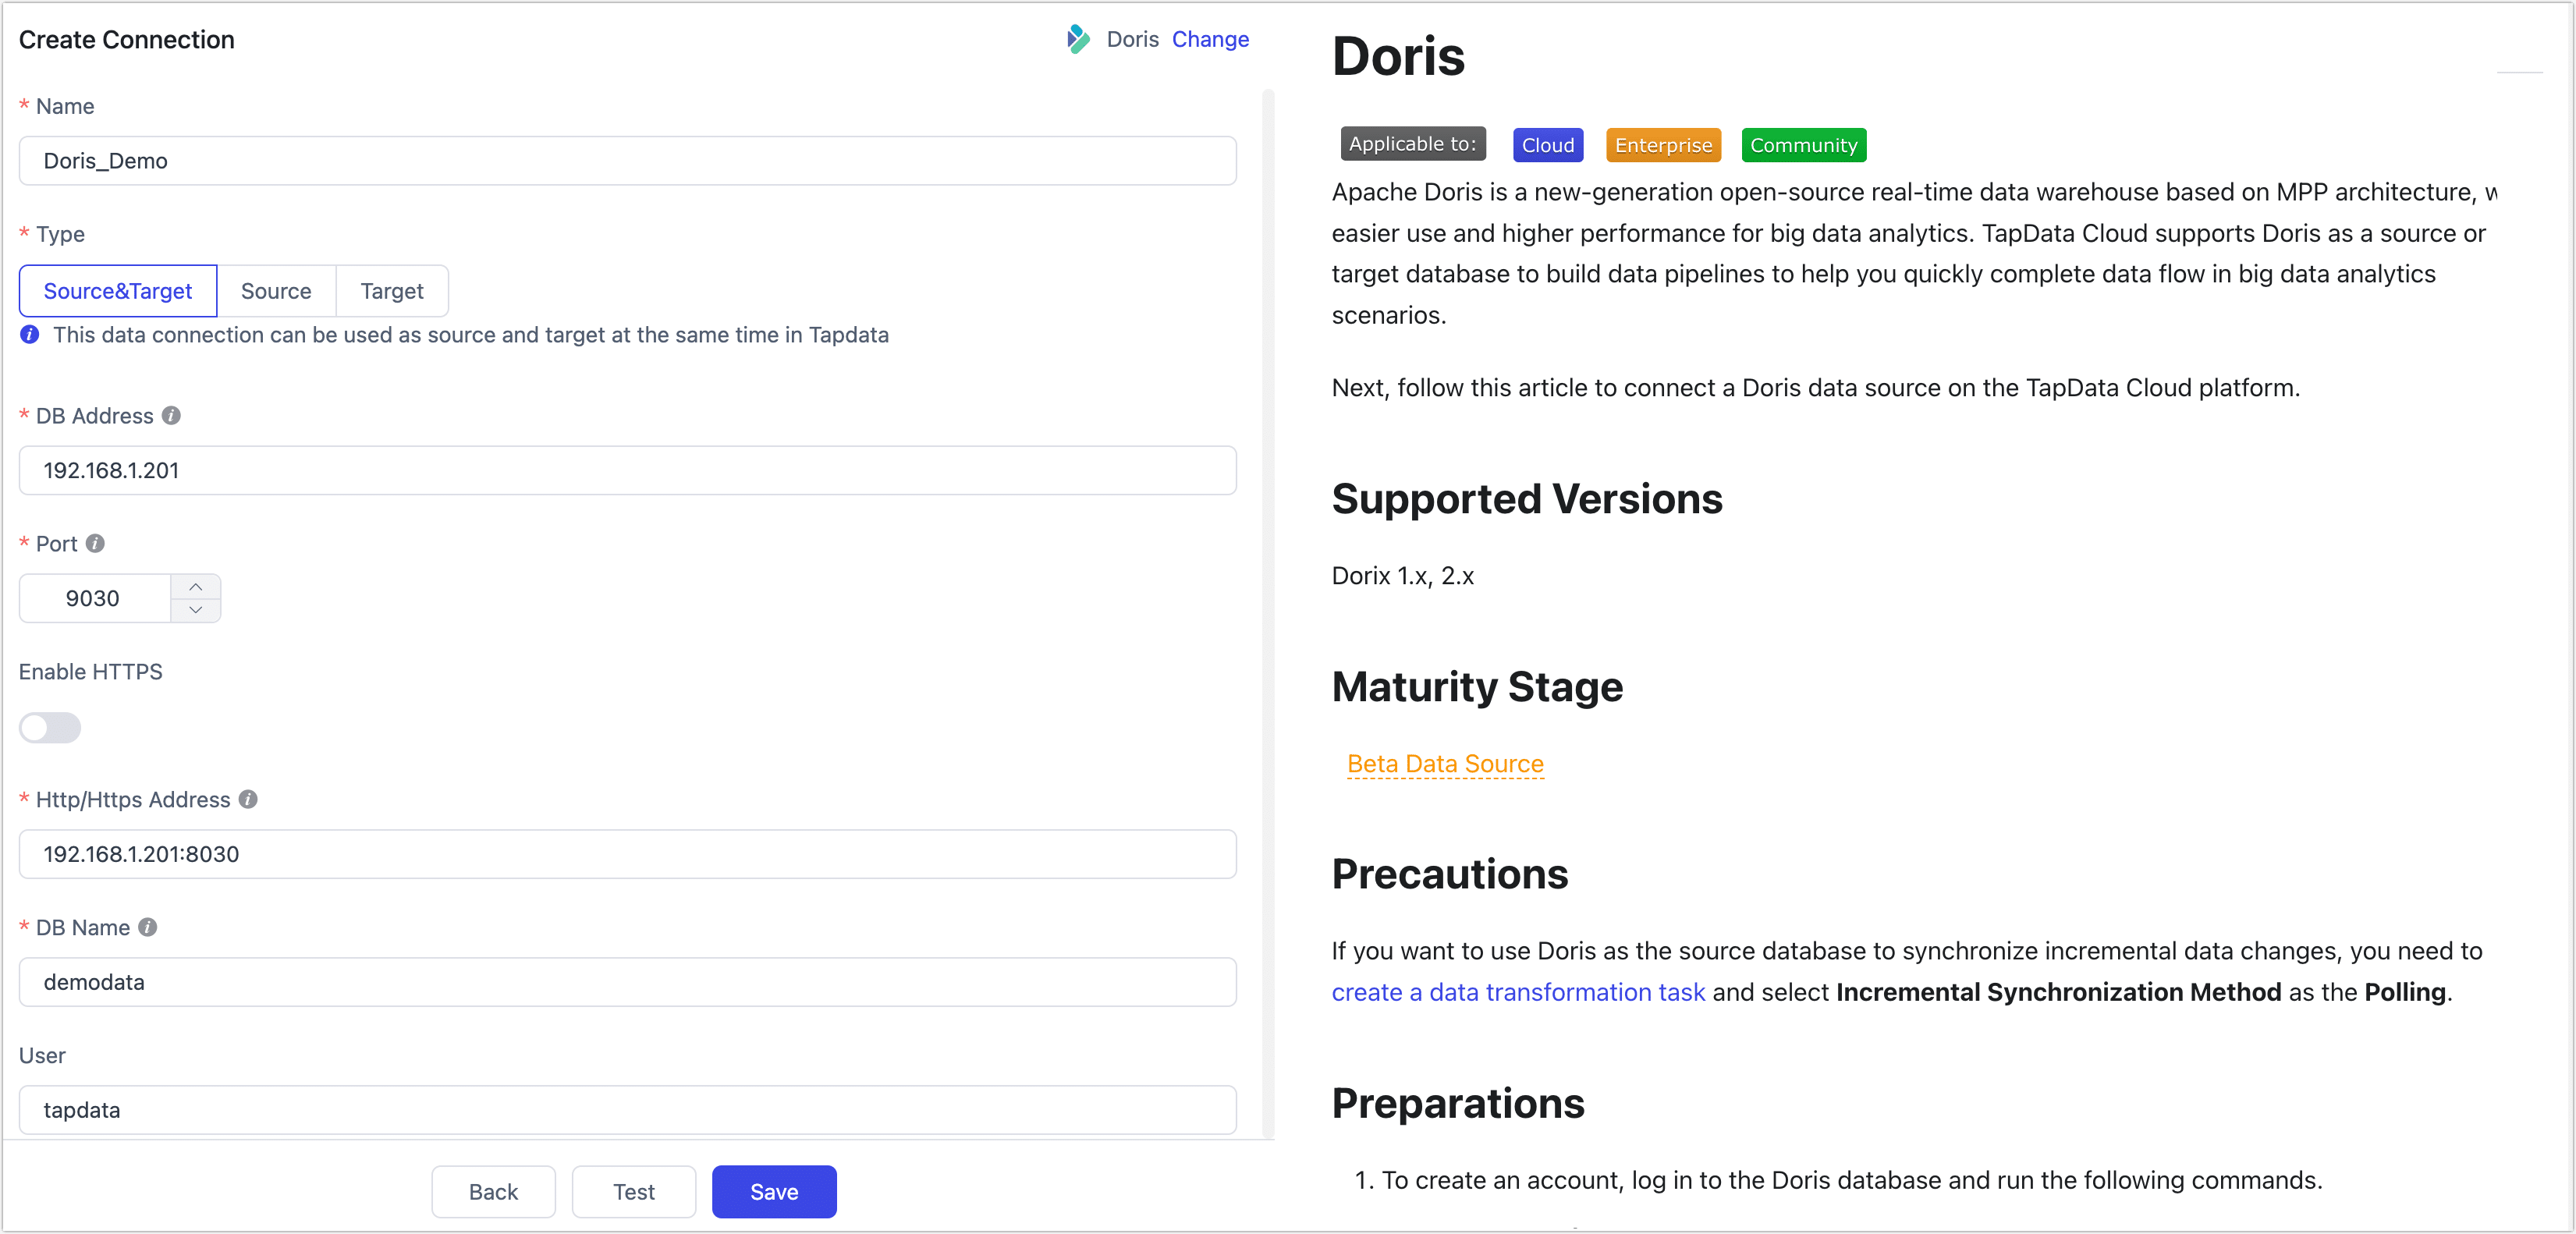 Create Connection
Doris Change
* Name
Doris_Demo
* Type
Source&Target Source Target
This data connection can be used as source and target at the same time in Tapdata
* DB Address
192.168.1.201
* Port
9030
Enable HTTPS
* Http/Https Address
192.168.1.201:8030
* DB Name
demodata
User
tapdata
Back Test Save
Doris
Applicable to: Cloud Enterprise Community
Apache Doris is a new-generation open-source real-time data warehouse based on MPP architecture,
easier use and higher performance for big data analytics. TapData Cloud supports Doris as a source or
target database to build data pipelines to help you quickly complete data flow in big data analytics
scenarios.
Next, follow this article to connect a Doris data source on the TapData Cloud platform.
Supported Versions
Dorix 1.x, 2.x
Maturity Stage
Beta Data Source
Precautions
If you want to use Doris as the source database to synchronize incremental data changes, you need to
create a data transformation task and select Incremental Synchronization Method as the Polling.
Preparations
1. To create an account, log in to the Doris database and run the following commands.